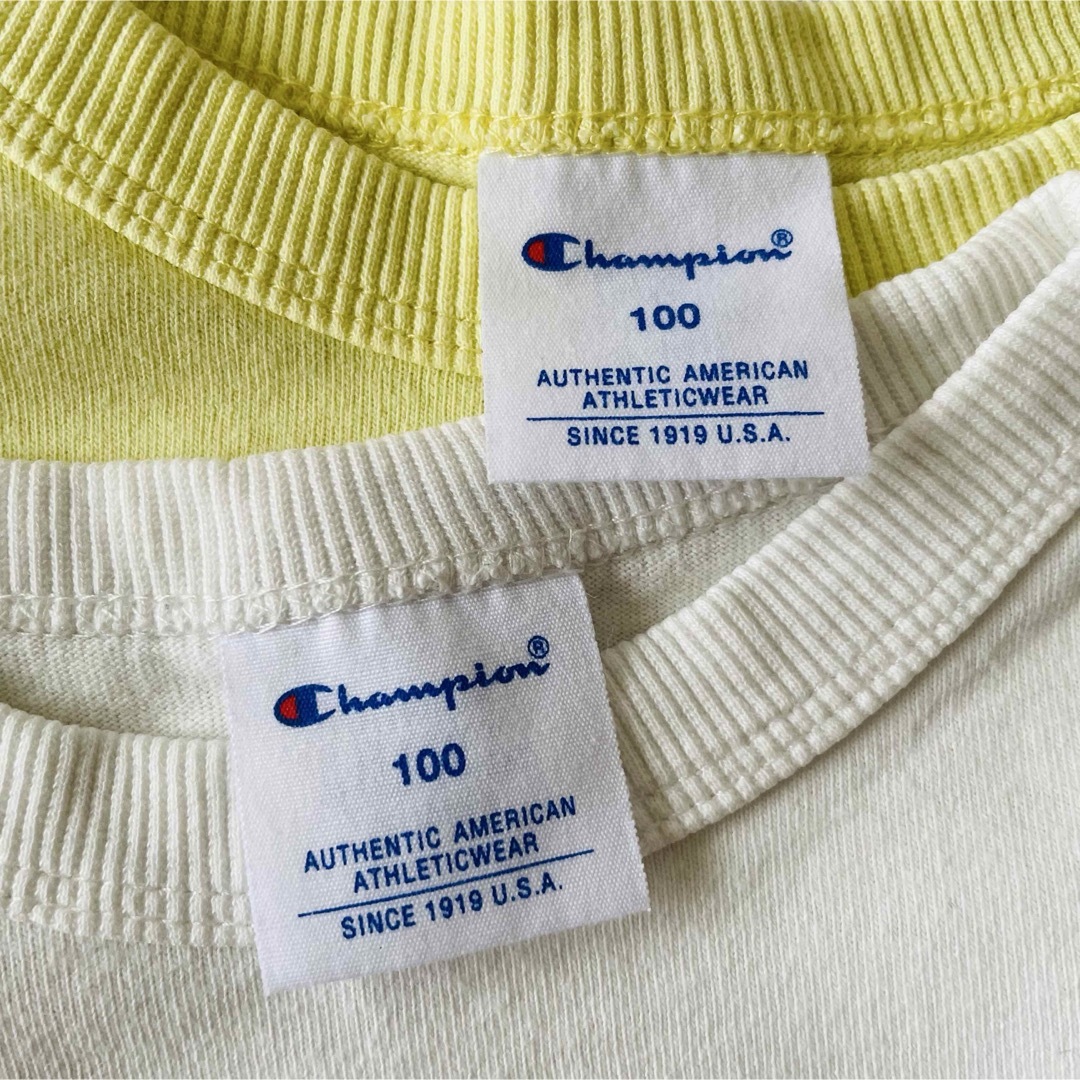 Champion®
100
AUTHENTIC AMERICAN
ATHLETICWEAR
SINCE 1919 U.S.A.
Champion®
100
AUTHENTIC AMERICAN
ATHLETICWEAR
SINCE 1919 U.S.A.